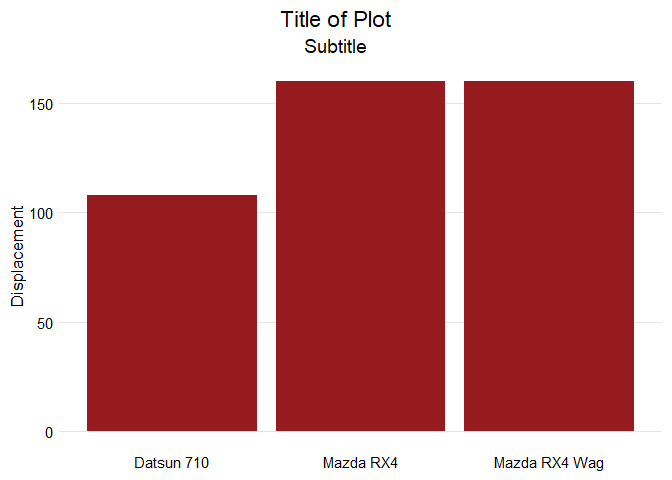 Title of Plot
Subtitle
Displacement
150
100
50
0
Datsun 710
Mazda RX4
Mazda RX4 Wag